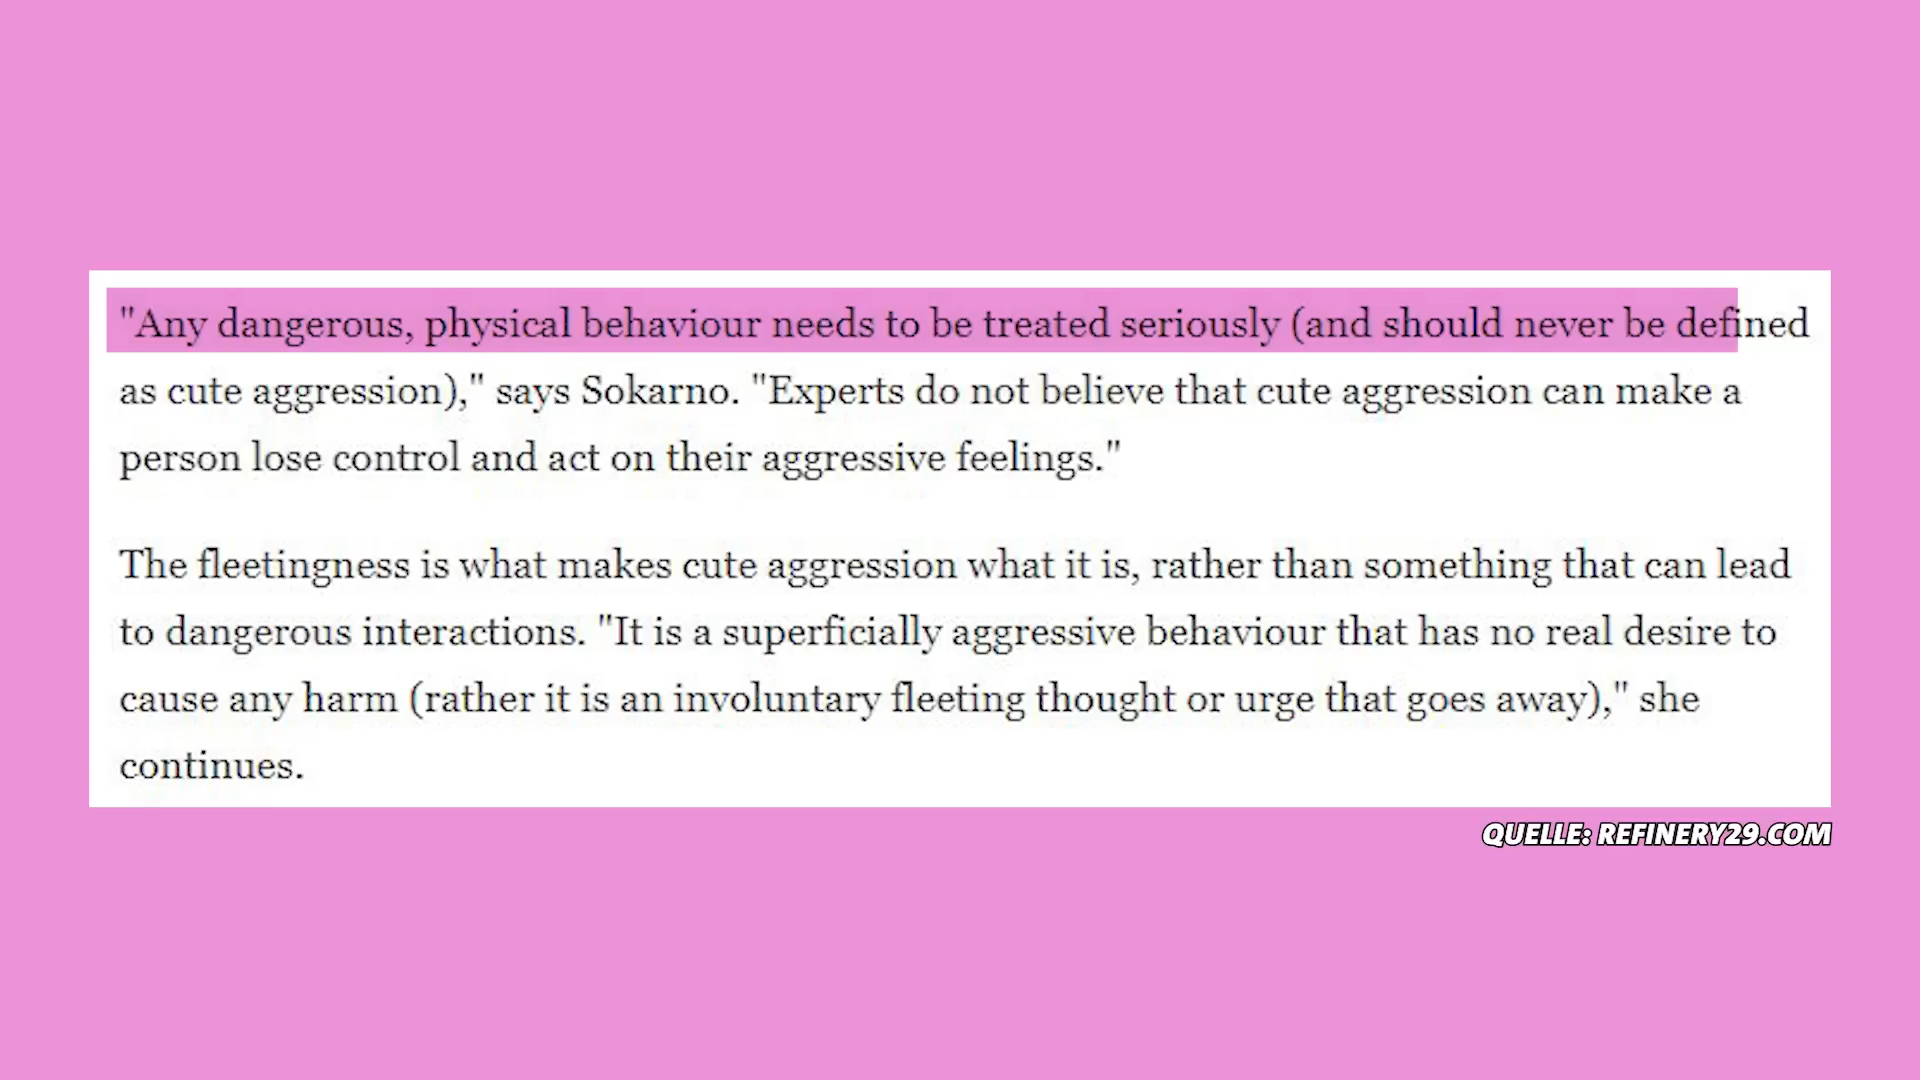 "Any dangerous, physical behaviour needs to be treated seriously (and should never be defined
as cute aggression)," says Sokarno. "Experts do not believe that cute aggression can make a
person lose control and act on their aggressive feelings."
The fleetingness is what makes cute aggression what it is, rather than something that can lead
to dangerous interactions. "It is a superficially aggressive behaviour that has no real desire to
cause any harm (rather it is an involuntary fleeting thought or urge that goes away)," she
continues.
QUELLE: REFINERY29.COM